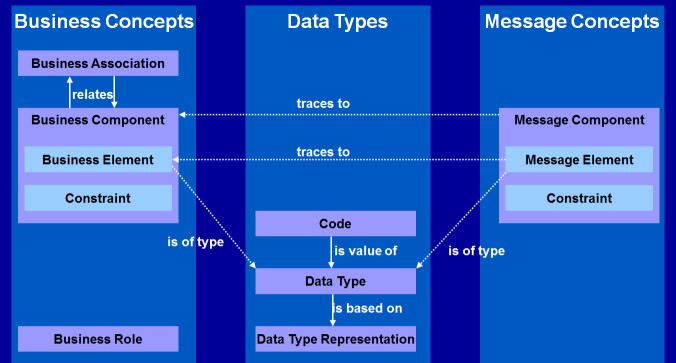 Business Concepts
Data Types
Message Concepts
Business Association
relates
traces to
Business Component
Message Component
traces to
Business Element
Message Element
Constraint
Constraint
Code
is of type
is value of
is of type
Data Type
is based on
Business Role
Data Type Representation